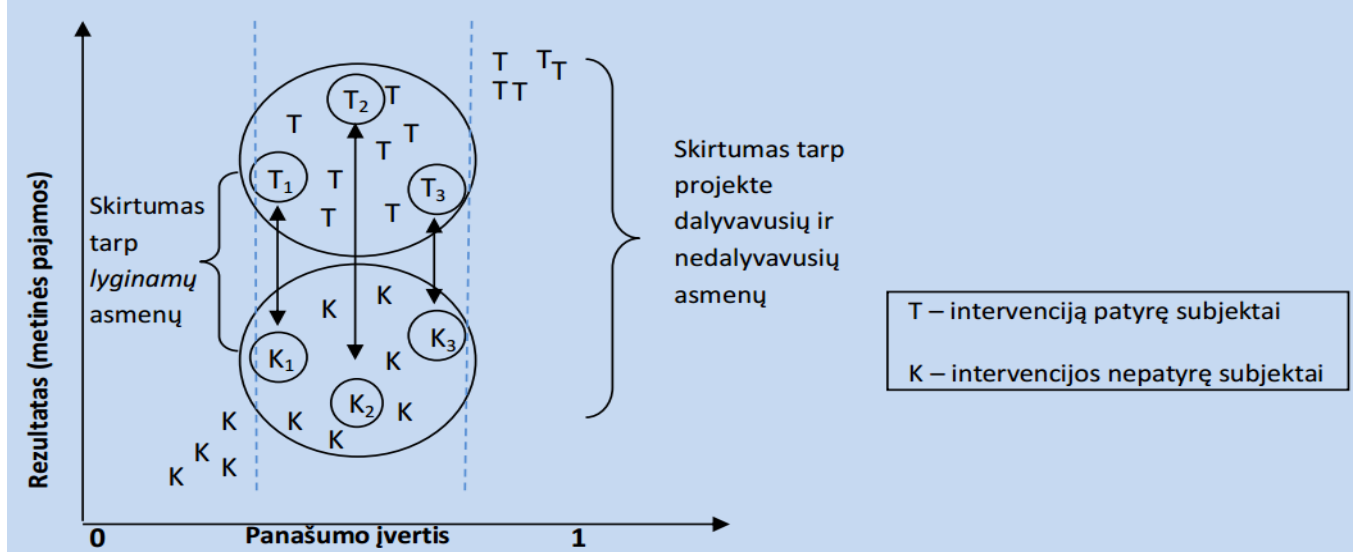 Rezultatas (metinės pajamos)
Skirtumas
tarp
lyginamų
asmenų
T
T T
T T
T₂ T
T T
T
T₁ T T₃
T T
K K
K₁ K₃
K
K₂ K
K K
K
K
K K
Skirtumas tarp
projekte
dalyvavusių ir
nedalyvavusių
asmenų
T – intervenciją patyrę subjektai
K – intervencijos nepatyrę subjektai
0 Panašumo įvertis 1